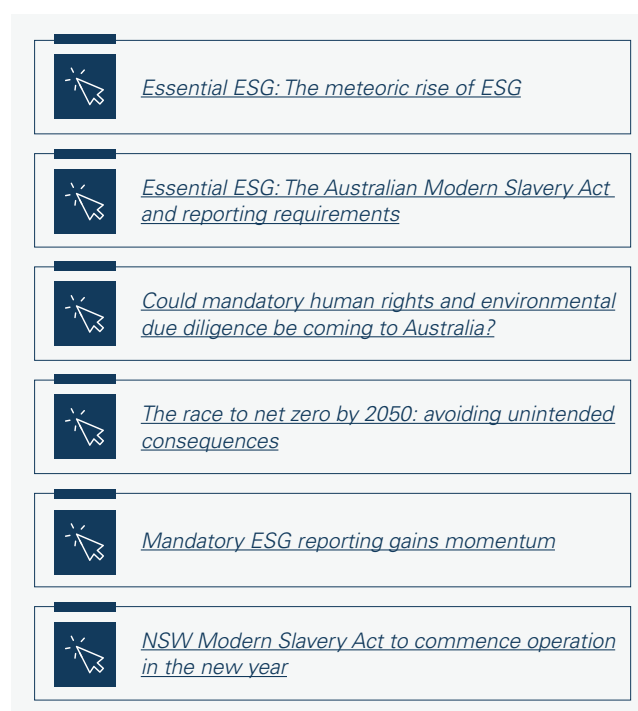 Essential ESG: The meteoric rise of ESG
Essential ESG: The Australian Modern Slavery Act
and reporting requirements
Could mandatory human rights and environmental
due diligence be coming to Australia?
The race to net zero by 2050: avoiding unintended
consequences
Mandatory ESG reporting gains momentum
NSW Modern Slavery Act to commence operation
in the new year